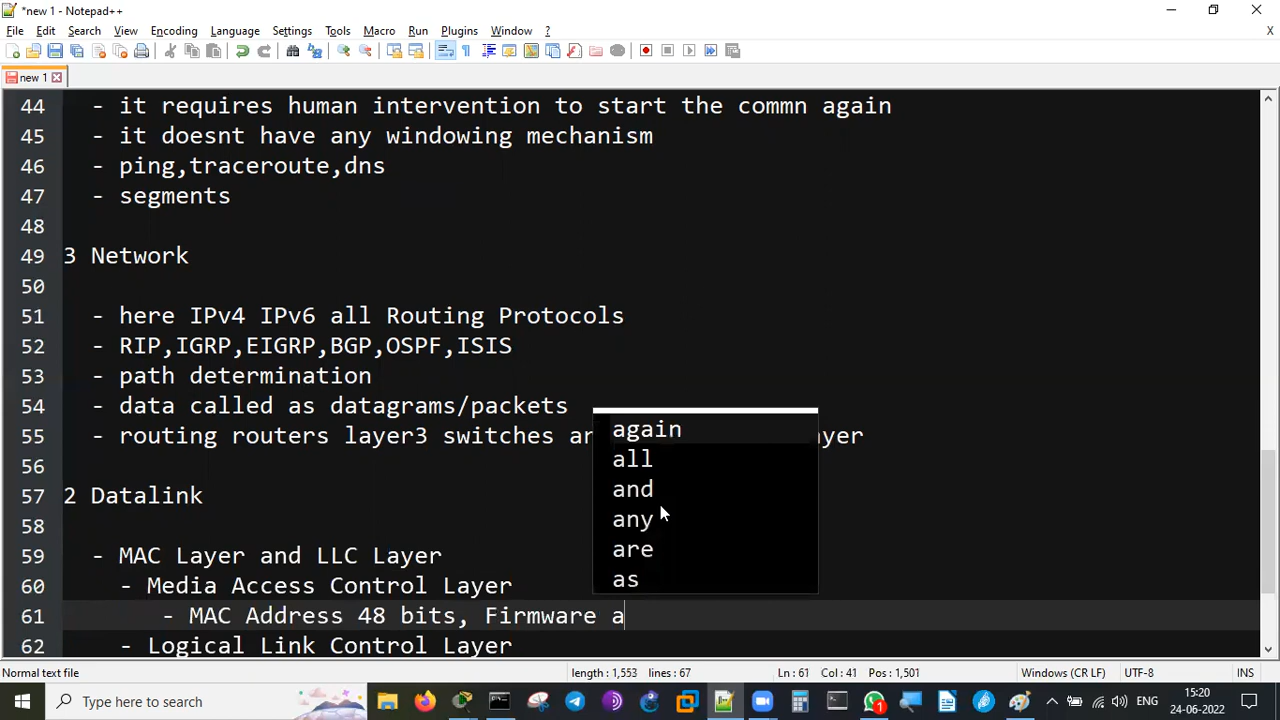 *new 1 - Notepad++
File Edit Search View Encoding Language Settings Tools Macro Run Plugins Window ? X
new 1
44 - it requires human intervention to start the commn again
45 - it doesnt have any windowing mechanism
46 - ping,traceroute,dns
47 - segments
48
49 3 Network
50
51 - here IPv4 IPv6 all Routing Protocols
52 - RIP,IGRP,EIGRP,BGP,OSPF,ISIS
53 - path determination
54 - data called as datagrams/packets
55 - routing routers layer3 switches ar ayer
56
57 2 Datalink
58
59 - MAC Layer and LLC Layer
60 - Media Access Control Layer
61 - MAC Address 48 bits, Firmware a
62 - Logical Link Control Layer
again
all
and
any
are
as
Normal text file length : 1,553 lines : 67 Ln : 61 Col : 41 Pos : 1,501 Windows (CR LF) UTF-8 INS
Type here to search
1
ENG
15:20
24-06-2022